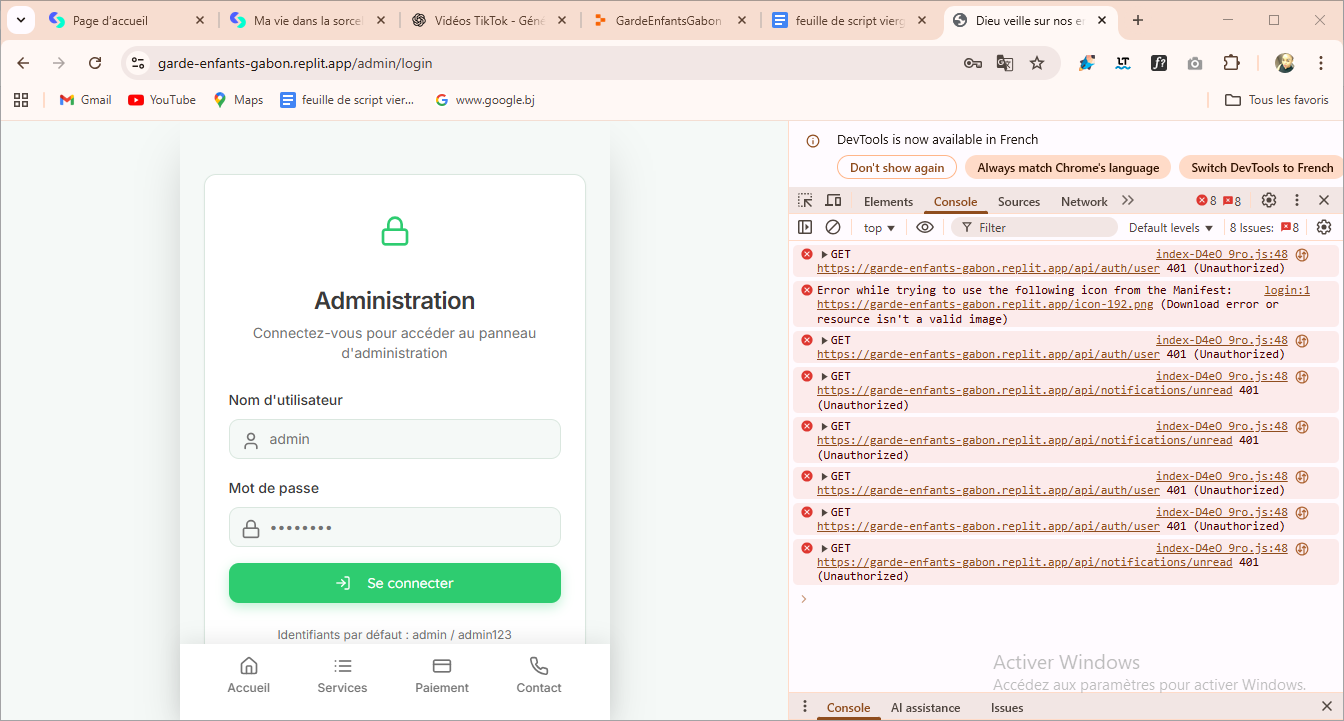 Page d'accueil
Ma vie dans la sorcel
Vidéos TikTok - Géné
GardeEnfantsGabon
feuille de script vierg
Dieu veille sur nos en
garde-enfants-gabon.replit.app/admin/login
Gmail
YouTube
Maps
feuille de script vier...
www.google.bj
Tous les favoris
Administration
Connectez-vous pour accéder au panneau
d'administration
Nom d'utilisateur
admin
Mot de passe
••••••••
Se connecter
Identifiants par défaut : admin / admin123
Accueil
Services
Paiement
Contact
DevTools is now available in French
Don't show again
Always match Chrome's language
Switch DevTools to French
Elements
Console
Sources
Network
8
8
top
Filter
Default levels
8 Issues:
8
GET index-D4eO_9ro.js:48
https://garde-enfants-gabon.replit.app/api/auth/user 401 (Unauthorized)
Error while trying to use the following icon from the Manifest: login:1
https://garde-enfants-gabon.replit.app/icon-192.png (Download error or
resource isn't a valid image)
GET index-D4eO_9ro.js:48
https://garde-enfants-gabon.replit.app/api/auth/user 401 (Unauthorized)
GET index-D4eO_9ro.js:48
https://garde-enfants-gabon.replit.app/api/notifications/unread 401
(Unauthorized)
GET index-D4eO_9ro.js:48
https://garde-enfants-gabon.replit.app/api/notifications/unread 401
(Unauthorized)
GET index-D4eO_9ro.js:48
https://garde-enfants-gabon.replit.app/api/auth/user 401 (Unauthorized)
GET index-D4eO_9ro.js:48
https://garde-enfants-gabon.replit.app/api/auth/user 401 (Unauthorized)
GET index-D4eO_9ro.js:48
https://garde-enfants-gabon.replit.app/api/notifications/unread 401
(Unauthorized)
Activer Windows
Accédez aux paramètres pour activer Windows.
Console
AI assistance
Issues